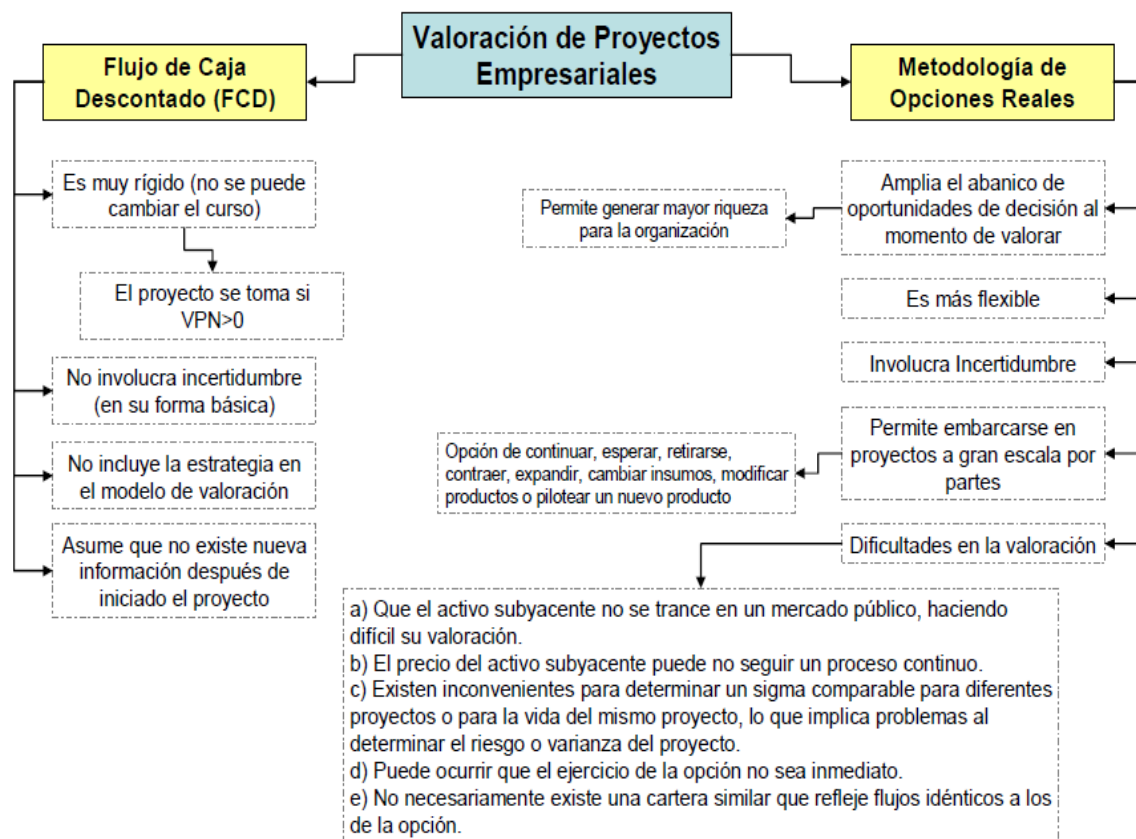 Valoración de Proyectos
Empresariales
Flujo de Caja
Descontado (FCD)
Es muy rígido (no se puede
cambiar el curso)
El proyecto se toma si
VPN>0
No involucra incertidumbre
(en su forma básica)
No incluye la estrategia en
el modelo de valoración
Asume que no existe nueva
información después de
iniciado el proyecto
Metodología de
Opciones Reales
Amplia el abanico de
oportunidades de decisión al
momento de valorar
Permite generar mayor riqueza
para la organización
Es más flexible
Involucra Incertidumbre
Permite embarcarse en
proyectos a gran escala por
partes
Opción de continuar, esperar, retirarse,
contraer, expandir, cambiar insumos, modificar
productos o pilotear un nuevo producto
Dificultades en la valoración
a) Que el activo subyacente no se trance en un mercado público, haciendo
difícil su valoración.
b) El precio del activo subyacente puede no seguir un proceso continuo.
c) Existen inconvenientes para determinar un sigma comparable para diferentes
proyectos o para la vida del mismo proyecto, lo que implica problemas al
determinar el riesgo o varianza del proyecto.
d) Puede ocurrir que el ejercicio de la opción no sea inmediato.
e) No necesariamente existe una cartera similar que refleje flujos idénticos a los
de la opción.